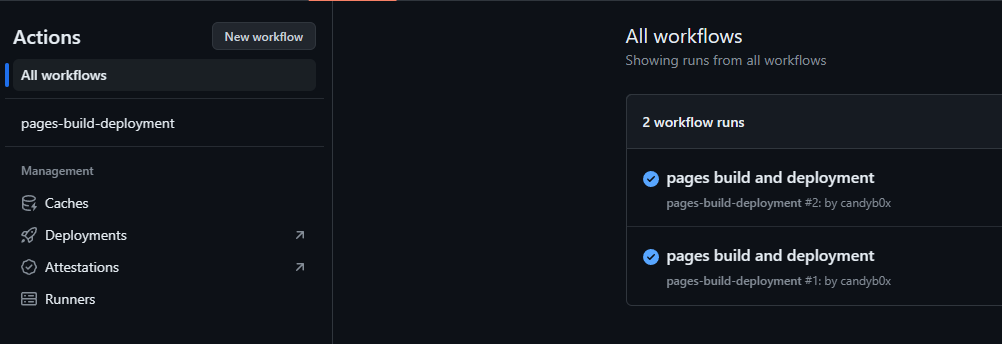 Actions
New workflow
All workflows
pages-build-deployment
Management
Caches
Deployments
Attestations
Runners
All workflows
Showing runs from all workflows
2 workflow runs
pages build and deployment
pages-build-deployment #2: by candyb0x
pages build and deployment
pages-build-deployment #1: by candyb0x